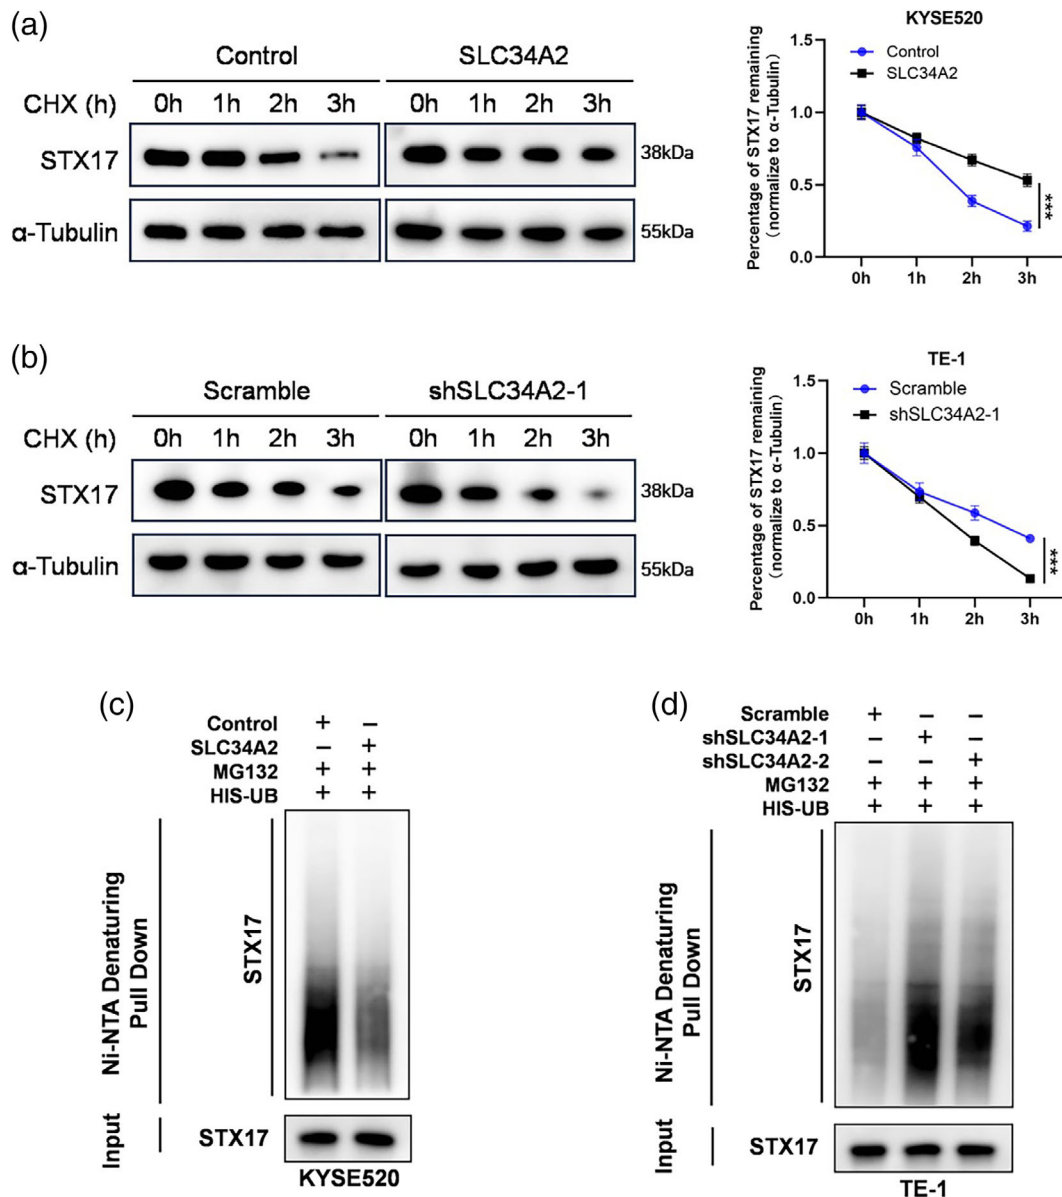 (a)
Control SLC34A2
CHX (h) 0h 1h 2h 3h 0h 1h 2h 3h
STX17 38kDa
α-Tubulin 55kDa
KYSE520
Control
SLC34A2
Percentage of STX17 remaining
(normalize to α-Tubulin)
1.5
1.0
0.5
0.0
0h 1h 2h 3h
***
(b)
Scramble shSLC34A2-1
CHX (h) 0h 1h 2h 3h 0h 1h 2h 3h
STX17 38kDa
α-Tubulin 55kDa
TE-1
Scramble
shSLC34A2-1
Percentage of STX17 remaining
(normalize to α-Tubulin)
1.5
1.0
0.5
0.0
0h 1h 2h 3h
***
(c)
Control + −
SLC34A2 − +
MG132 + +
HIS-UB + +
Ni-NTA Denaturing
Pull Down
STX17
Input
STX17
KYSE520
(d)
Scramble + − −
shSLC34A2-1 − + −
shSLC34A2-2 − − +
MG132 + + +
HIS-UB + + +
Ni-NTA Denaturing
Pull Down
STX17
Input
STX17
TE-1